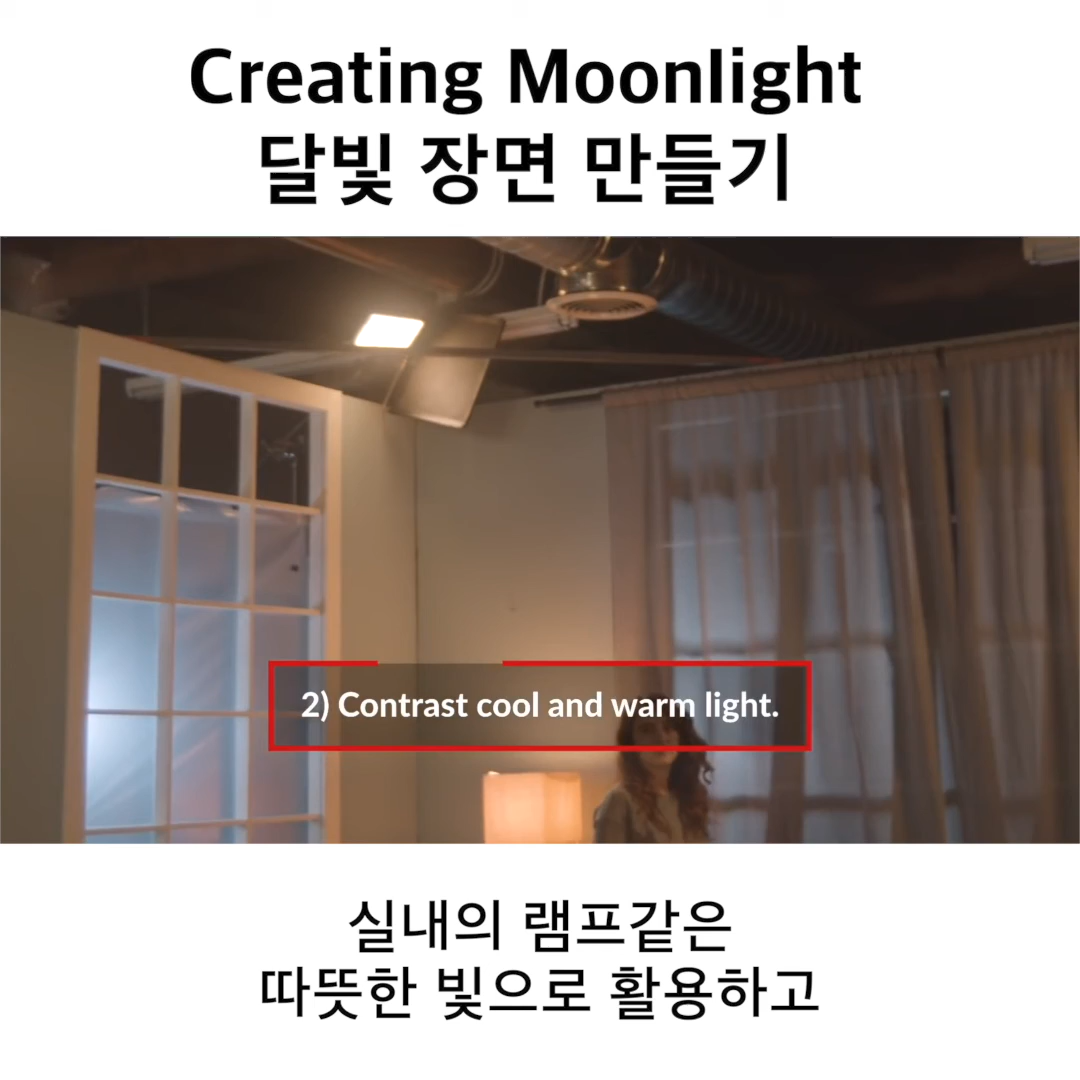 Creating Moonlight
달빛 장면 만들기
2) Contrast cool and warm light.
실내의 램프같은
따뜻한 빛으로 활용하고